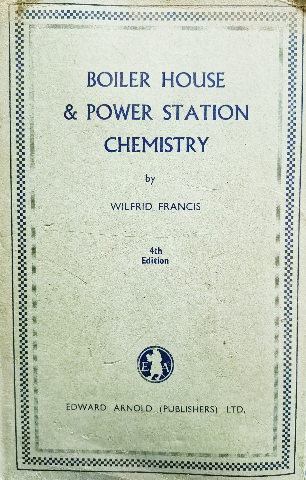 BOILER HOUSE
& POWER STATION
CHEMISTRY
by
WILFRID FRANCIS
4th
Edition
E A
EDWARD ARNOLD (PUBLISHERS) LTD.